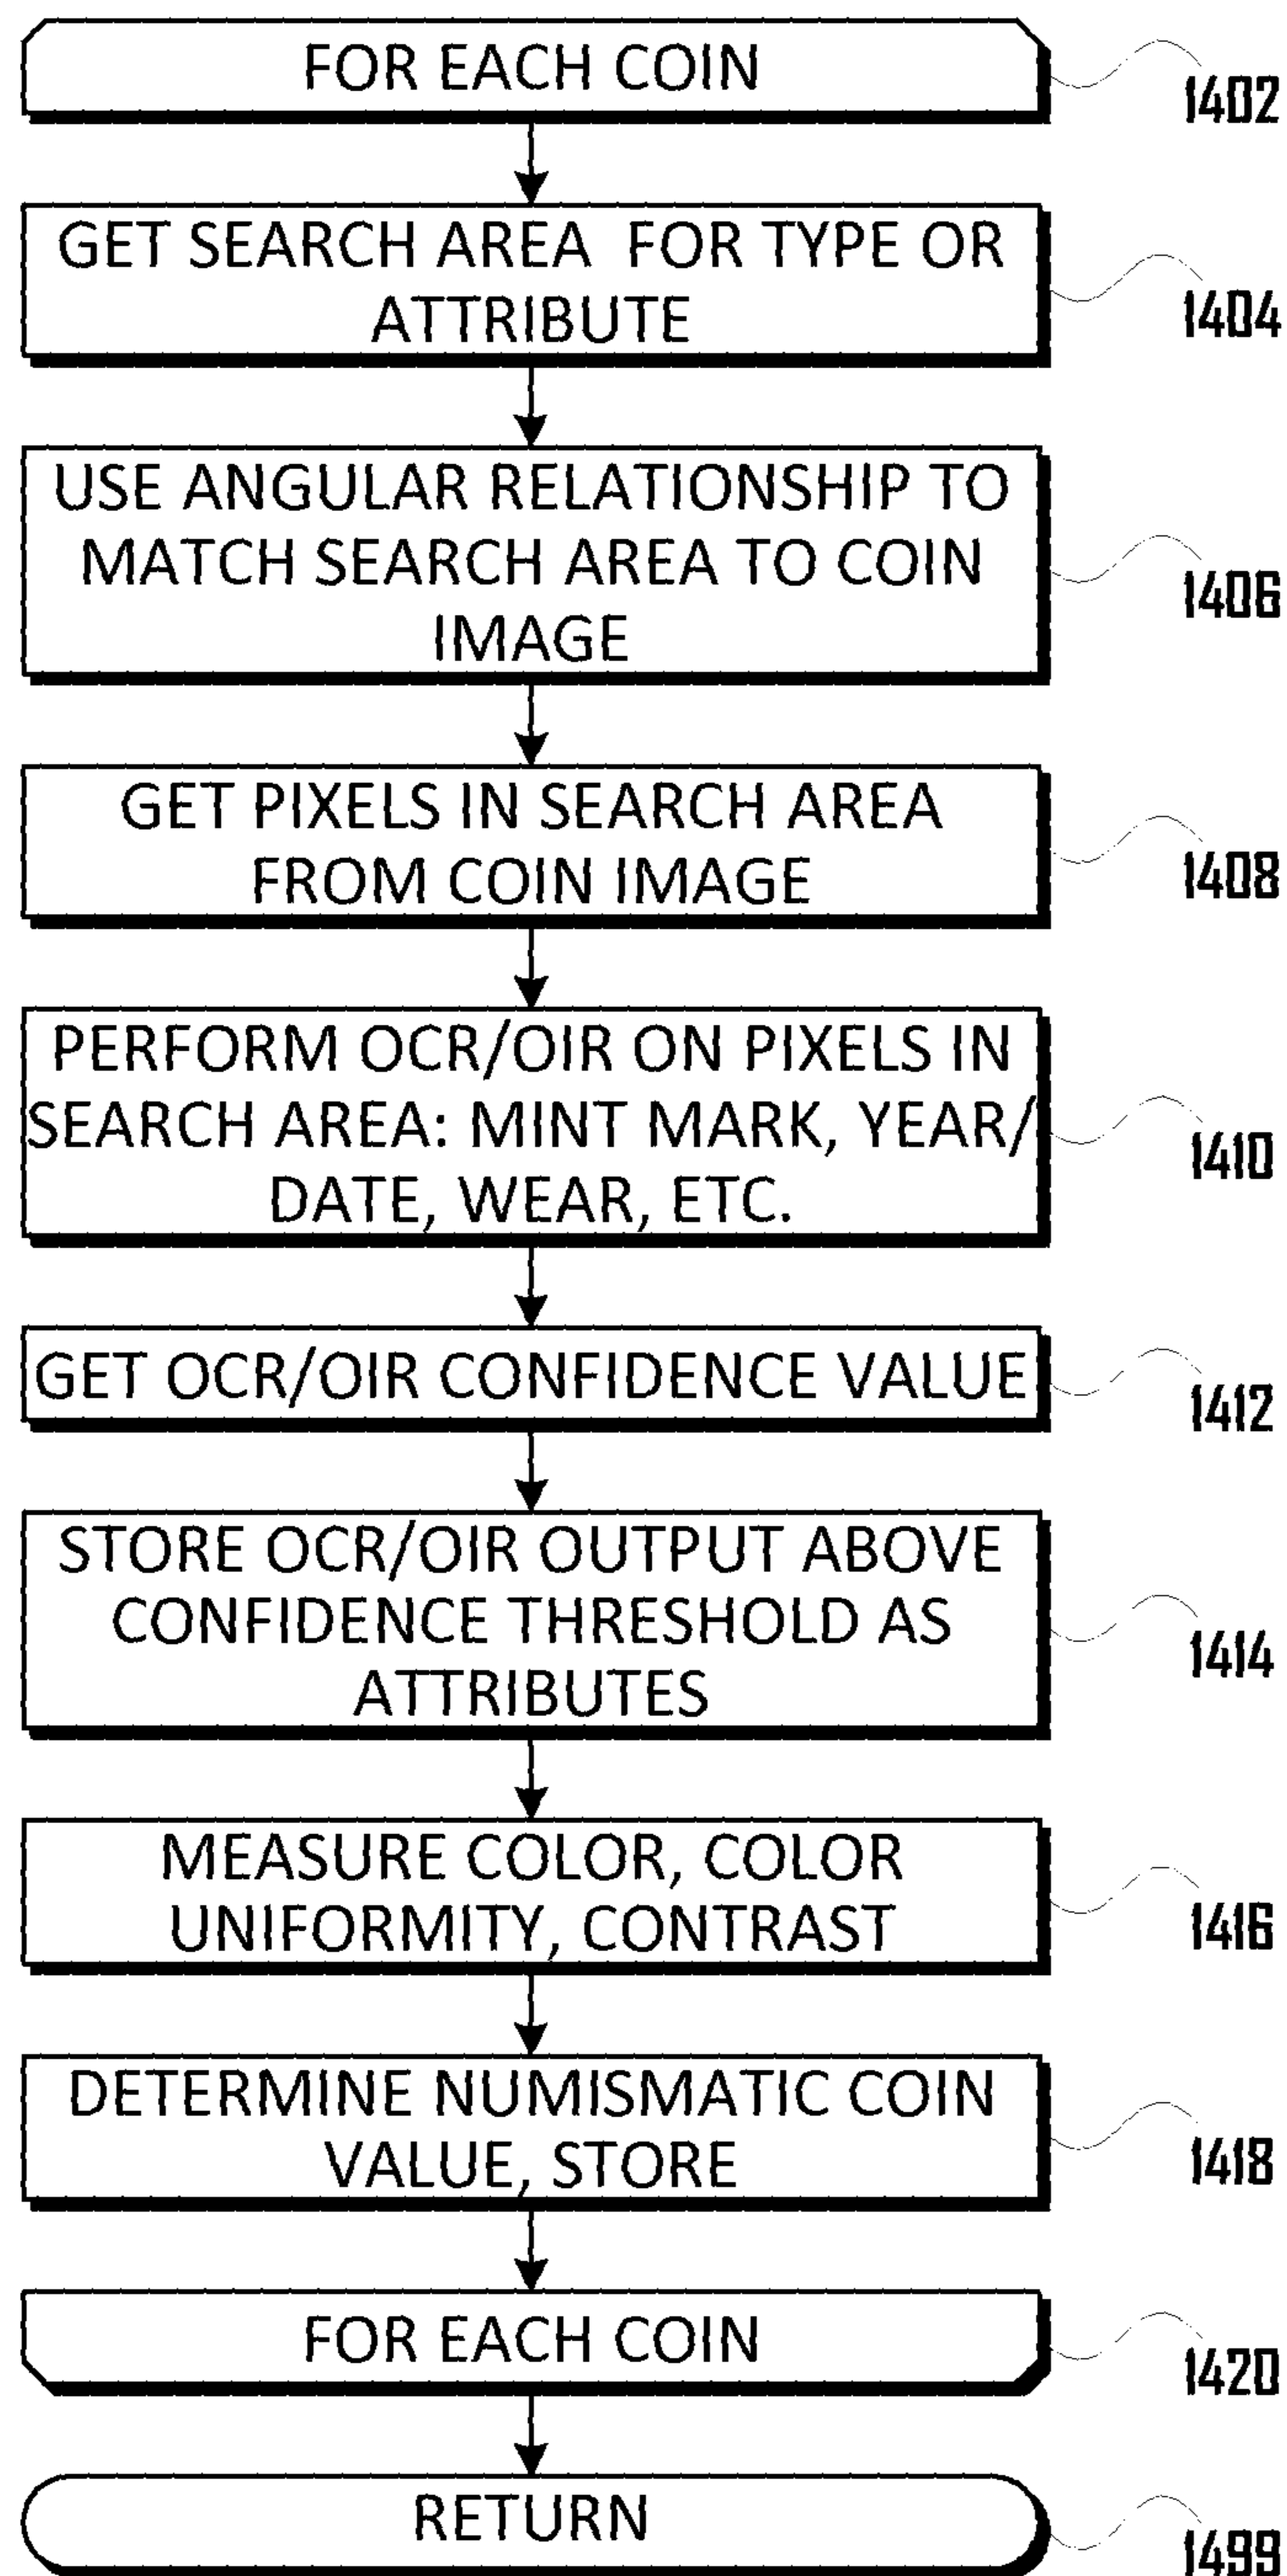 FOR EACH COIN
1402
GET SEARCH AREA FOR TYPE OR
ATTRIBUTE
1404
USE ANGULAR RELATIONSHIP TO
MATCH SEARCH AREA TO COIN
IMAGE
1406
GET PIXELS IN SEARCH AREA
FROM COIN IMAGE
1408
PERFORM OCR/OIR ON PIXELS IN
SEARCH AREA: MINT MARK, YEAR/
DATE, WEAR, ETC.
1410
GET OCR/OIR CONFIDENCE VALUE
1412
STORE OCR/OIR OUTPUT ABOVE
CONFIDENCE THRESHOLD AS
ATTRIBUTES
1414
MEASURE COLOR, COLOR
UNIFORMITY, CONTRAST
1416
DETERMINE NUMISMATIC COIN
VALUE, STORE
1418
FOR EACH COIN
1420
RETURN
1499